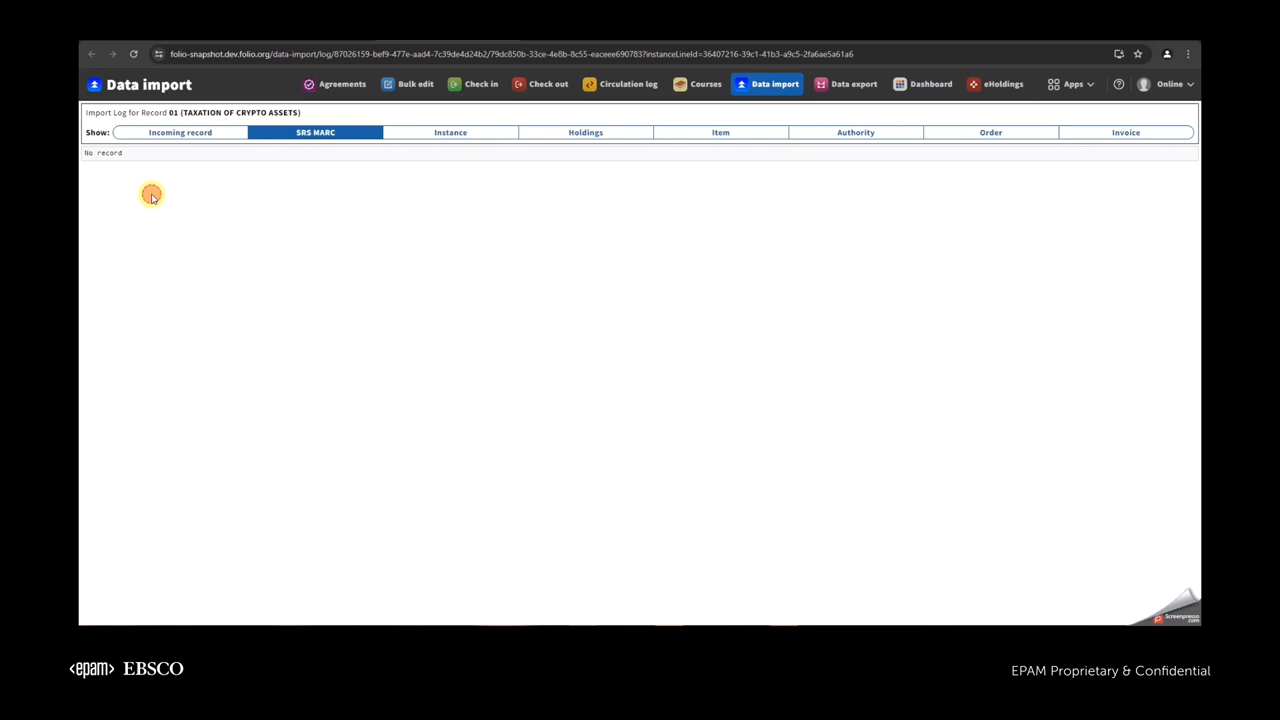 folio-snapshot.dev.folio.org/data-import/log/87026159-bef9-477e-aad4-7c39de4d24b2/79dc850b-33ce-4e8b-8c55-eaceee690783?instanceLineId=36407216-39c1-41b3-a9c5-2fa6ae5a61a6
Data import Agreements Bulk edit Check in Check out Circulation log Courses Data import Data export Dashboard eHoldings Apps Online
Import Log for Record 01 (TAXATION OF CRYPTO ASSETS)
Show: Incoming record SRS MARC Instance Holdings Item Authority Order Invoice
No record
Screenpresso
.com
<epam> EBSCO EPAM Proprietary & Confidential